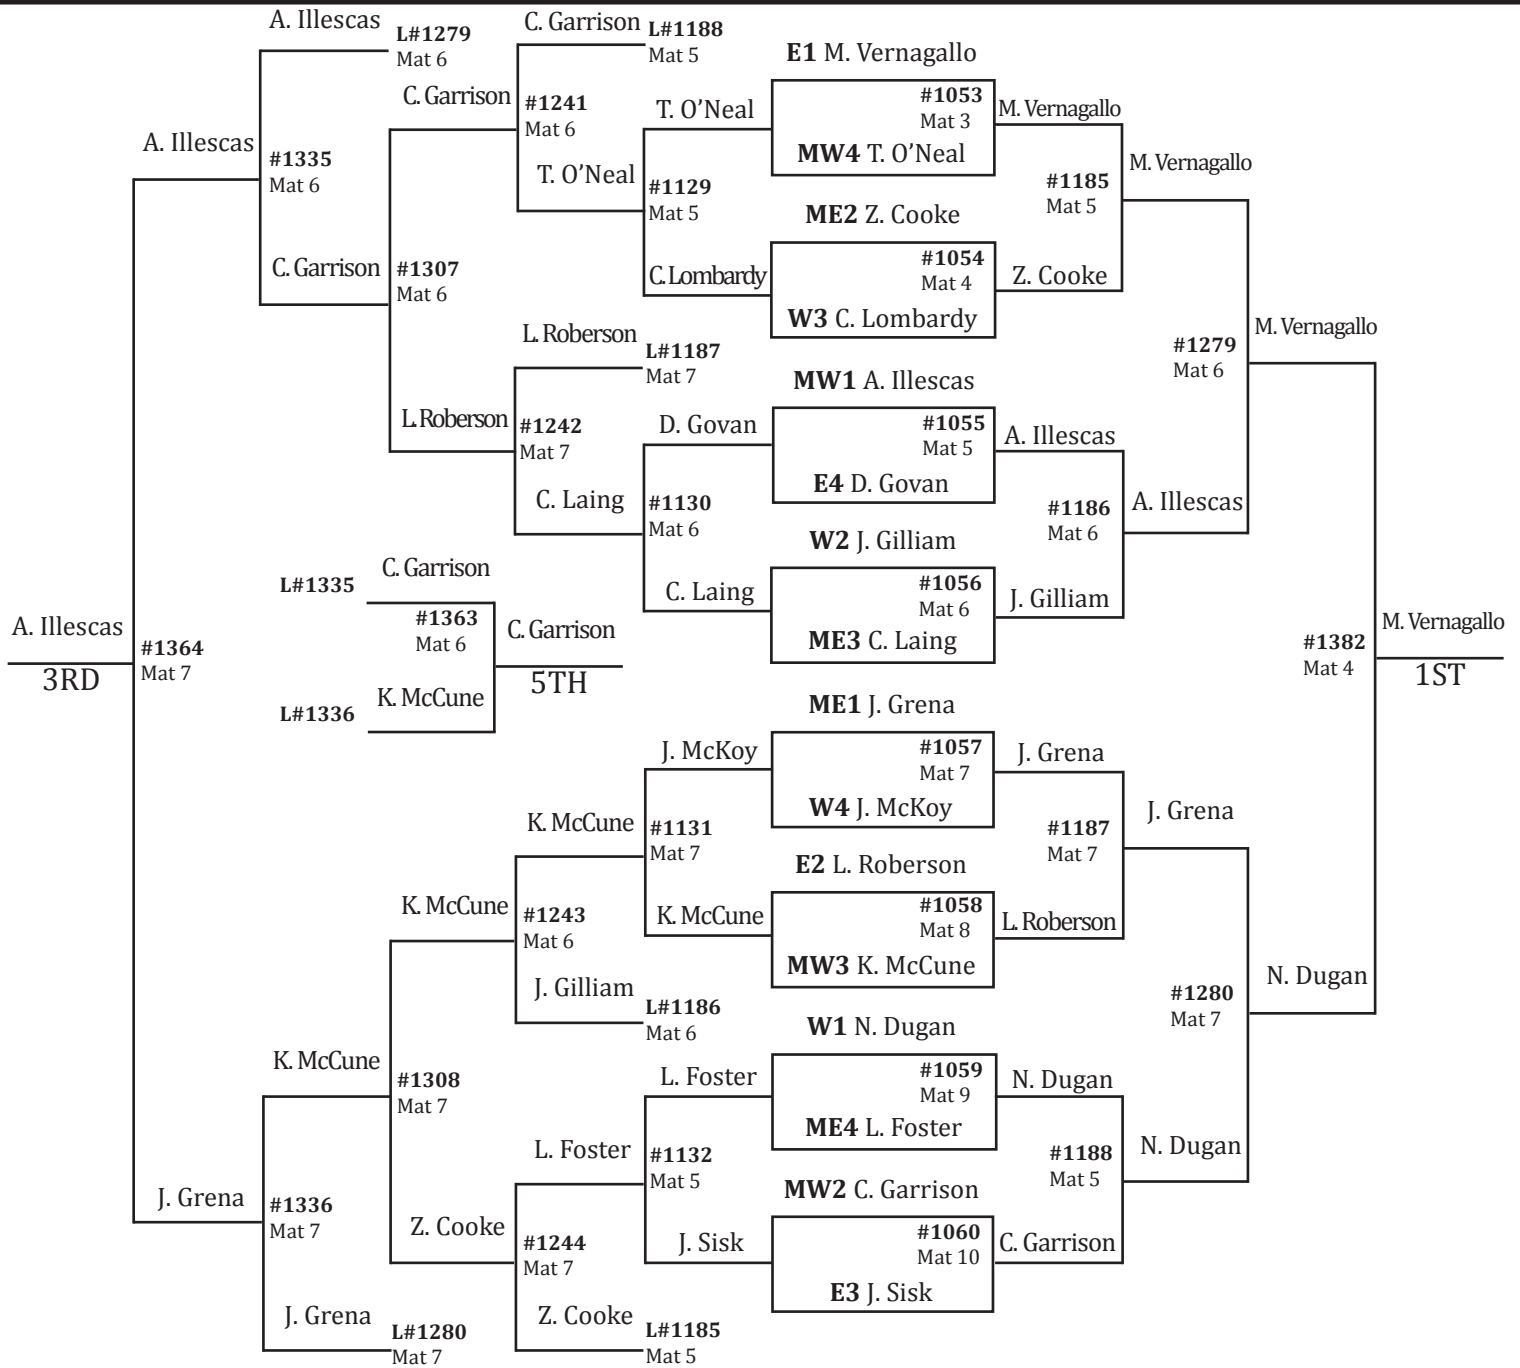 A. Illescas
L#1279
Mat 6
A. Illescas
#1335
Mat 6
C. Garrison
C. Garrison
L#1188
Mat 5
C. Garrison
#1241
Mat 6
T. O’Neal
#1307
Mat 6
T. O’Neal
#1129
Mat 5
C. Lombardy
L. Roberson
L#1187
Mat 7
L. Roberson
#1242
Mat 7
C. Laing
D. Govan
#1130
Mat 6
C. Laing
E1 M. Vernagallo
#1053
Mat 3
MW4 T. O’Neal
M. Vernagallo
ME2 Z. Cooke
#1054
Mat 4
W3 C. Lombardy
Z. Cooke
#1185
Mat 5
M. Vernagallo
MW1 A. Illescas
#1055
Mat 5
E4 D. Govan
A. Illescas
W2 J. Gilliam
#1056
Mat 6
ME3 C. Laing
J. Gilliam
#1186
Mat 6
A. Illescas
#1279
Mat 6
M. Vernagallo
L#1335
C. Garrison
#1363
Mat 6
L#1336
K. McCune
C. Garrison
5TH
A. Illescas
3RD
#1364
Mat 7
#1382
Mat 4
M. Vernagallo
1ST
ME1 J. Grena
#1057
Mat 7
W4 J. McKoy
J. Grena
E2 L. Roberson
#1058
Mat 8
MW3 K. McCune
L. Roberson
#1187
Mat 7
J. Grena
W1 N. Dugan
#1059
Mat 9
ME4 L. Foster
N. Dugan
MW2 C. Garrison
#1060
Mat 10
E3 J. Sisk
C. Garrison
#1188
Mat 5
N. Dugan
#1280
Mat 7
N. Dugan
J. McKoy
#1131
Mat 7
K. McCune
K. McCune
#1243
Mat 6
J. Gilliam
L#1186
Mat 6
K. McCune
#1308
Mat 7
L. Foster
#1132
Mat 5
J. Sisk
L. Foster
#1244
Mat 7
Z. Cooke
L#1185
Mat 5
Z. Cooke
K. McCune
#1336
Mat 7
J. Grena
J. Grena
L#1280
Mat 7